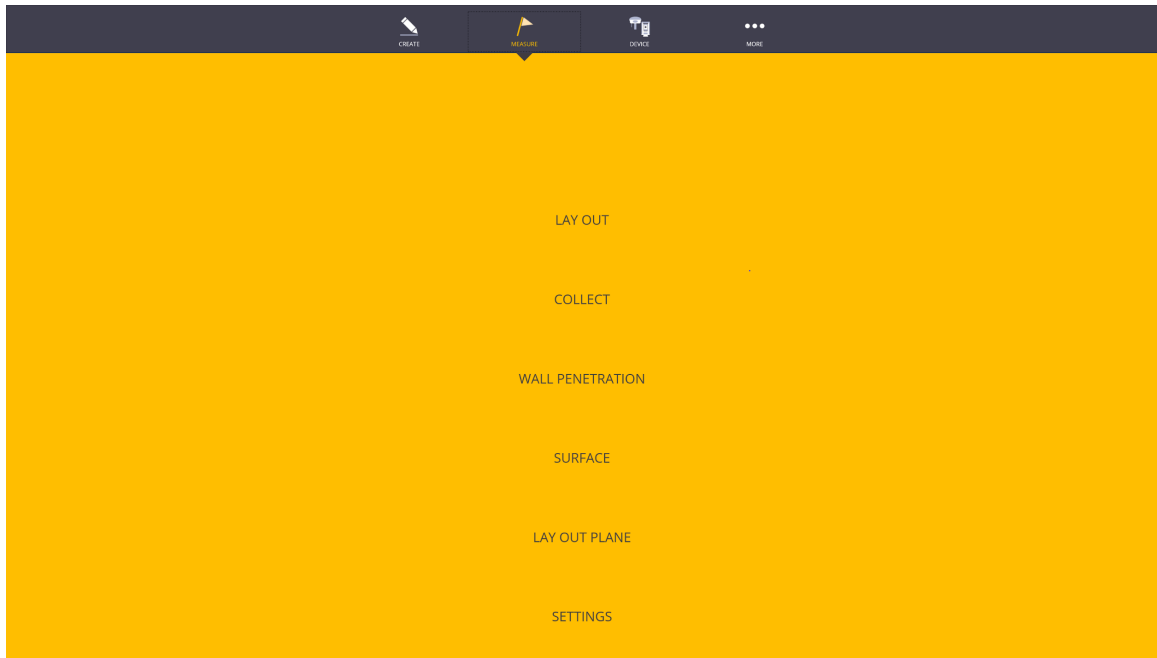 CREATE
MEASURE
DEVICE
MORE
LAY OUT
COLLECT
WALL PENETRATION
SURFACE
LAY OUT PLANE
SETTINGS